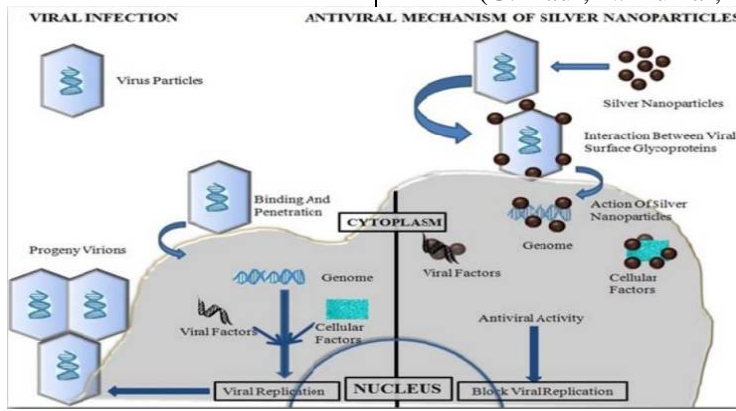 VIRAL INFECTION
ANTIVIRAL MECHANISM OF SILVER NANOPARTICLES
Virus Particles
Silver Nanoparticles
Interaction Between Viral
Surface Glycoproteins
Binding And
Penetration
Action Of Silver
Nanoparticles
CYTOPLASM
Genome
Progeny Virions
Genome
Viral Factors
Cellular
Factors
Viral Factors
Cellular
Factors
Antiviral Activity
Viral Replication
NUCLEUS
Block ViralReplication